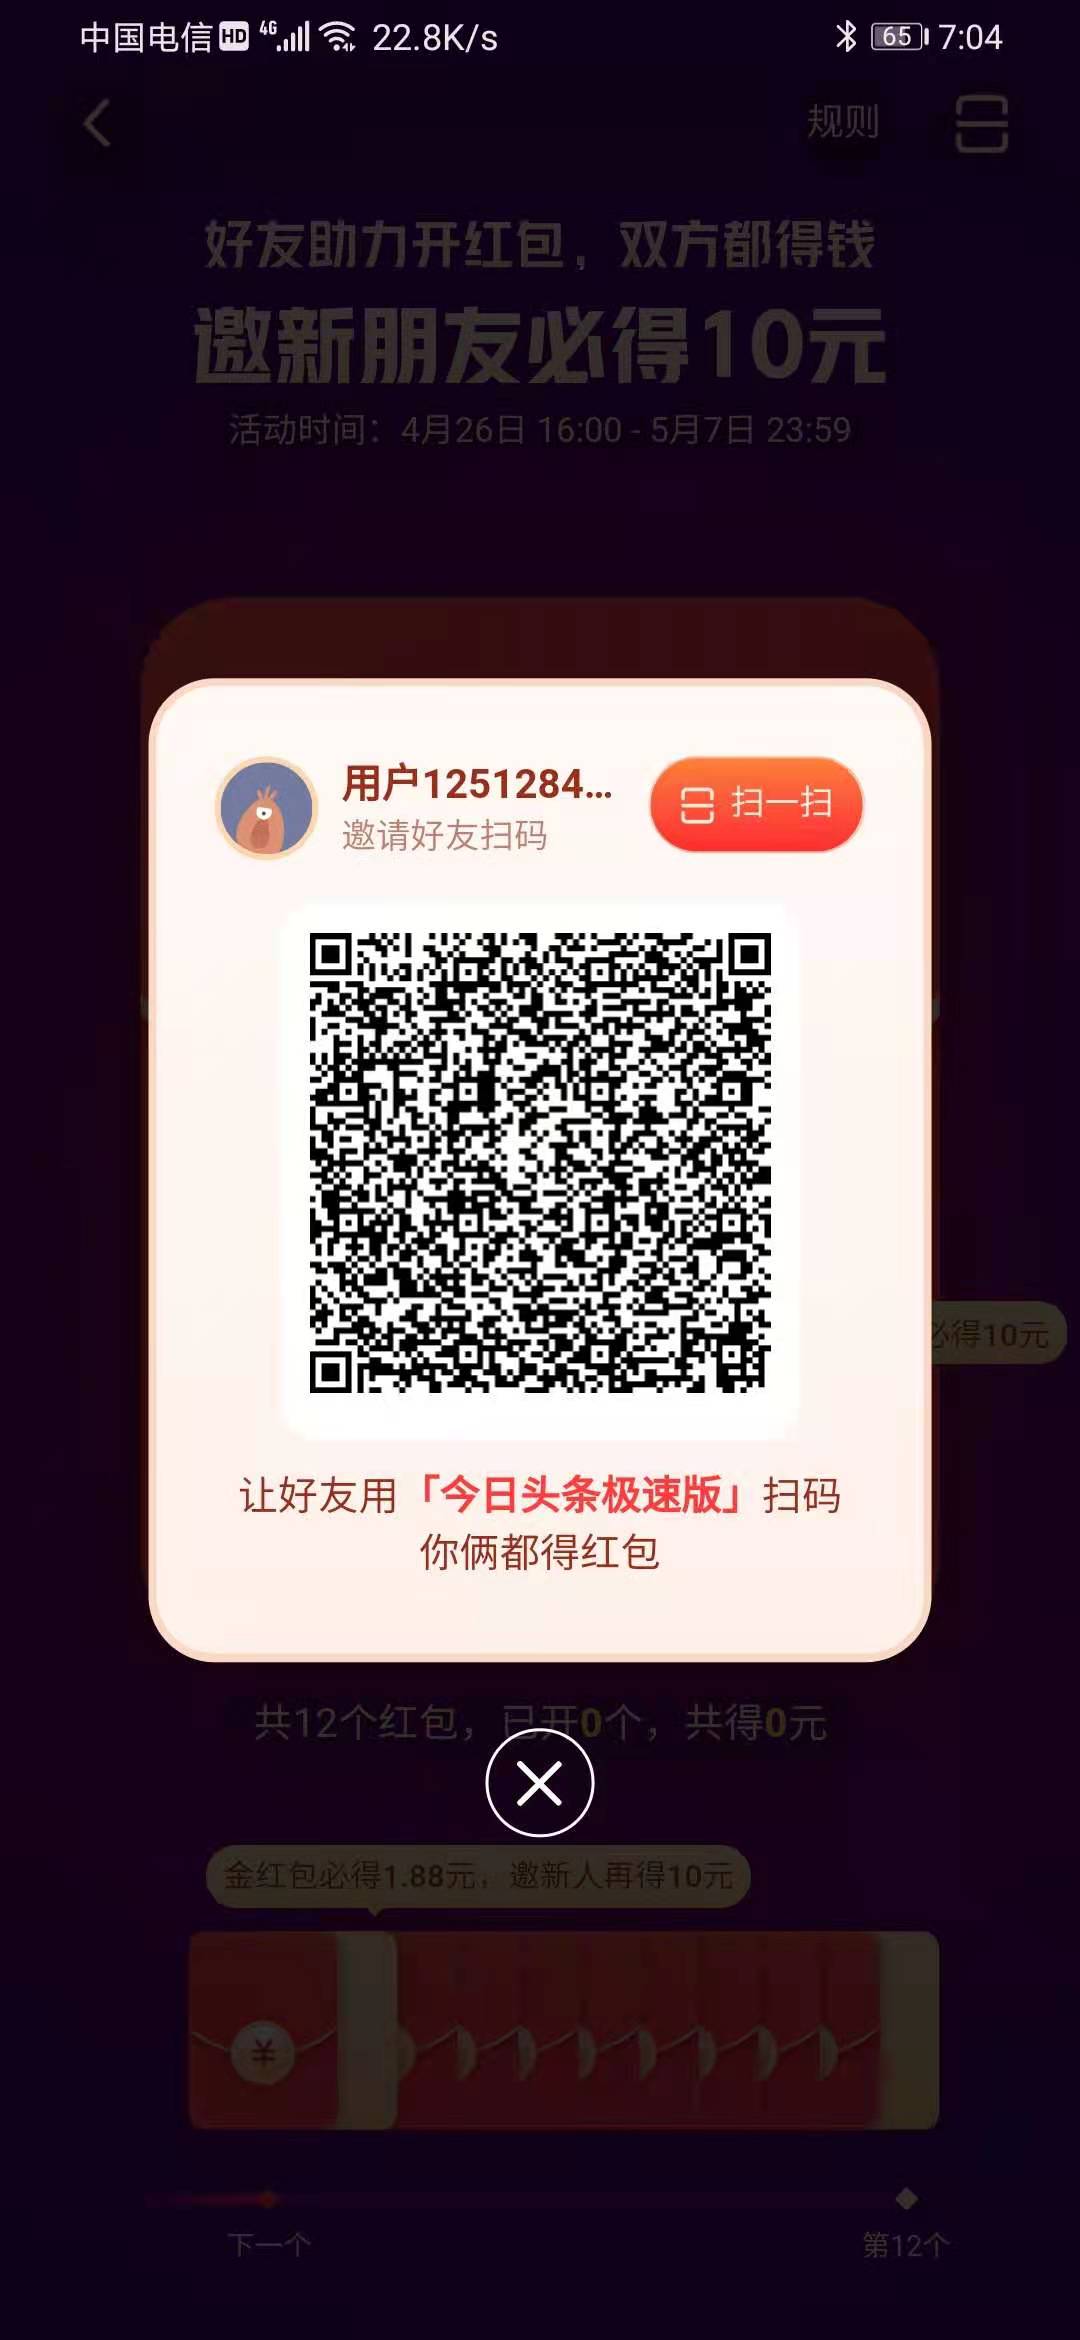 中国电信 HD 4G 22.8K/s 65 7:04
规则
好友助力开红包，双方都得钱
邀新朋友必得10元
活动时间：4月26日 16:00 - 5月7日 23:59
用户1251284...
扫一扫
邀请好友扫码
必得10元
让好友用「今日头条极速版」扫码
你俩都得红包
共12个红包，已开0个，共得0元
金红包必得1.88元，邀新人再得10元
¥
下一个
第12个